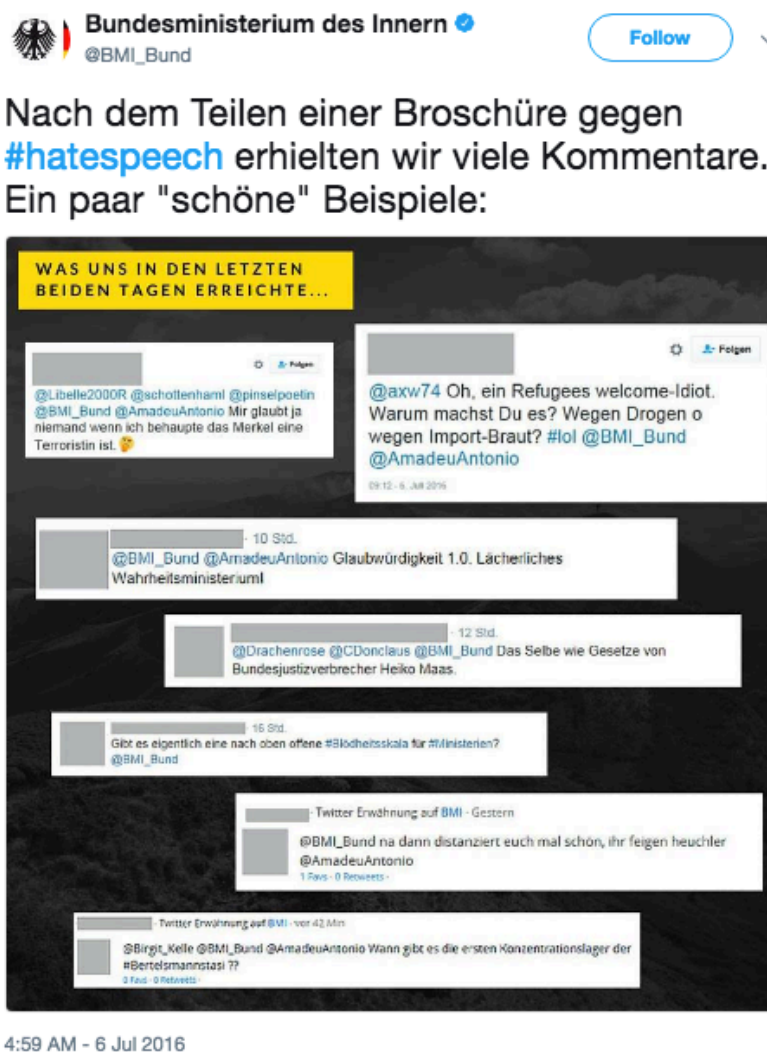 Bundesministerium des Innern
@BMI_Bund
Follow
Nach dem Teilen einer Broschüre gegen
#hatespeech erhielten wir viele Kommentare.
Ein paar "schöne" Beispiele:
WAS UNS IN DEN LETZTEN
BEIDEN TAGEN ERREICHTE...
Folgen
@Libelle2000R @schottenhaml @pinselpoetin
@BMI_Bund @AmadeuAntonio Mir glaubt ja
niemand wenn ich behaupte das Merkel eine
Terroristin ist. 🤔
Folgen
@axw74 Oh, ein Refugees welcome-Idiot.
Warum machst Du es? Wegen Drogen o
wegen Import-Braut? #lol @BMI_Bund
@AmadeuAntonio
09:12 - 6. Juli 2016
· 10 Std.
@BMI_Bund @AmadeuAntonio Glaubwürdigkeit 1.0. Lächerliches
Wahrheitsministerium!
· 12 Std.
@Drachenrose @CDonclaus @BMI_Bund Das Selbe wie Gesetze von
Bundesjustizverbrecher Heiko Maas.
· 16 Std.
Gibt es eigentlich eine nach oben offene #Blödheitsskala für #Ministerien?
@BMI_Bund
- Twitter Erwähnung auf BMI - Gestern
@BMI_Bund na dann distanziert euch mal schön, ihr feigen heuchler
@AmadeuAntonio
1 Favs - 0 Retweets -
- Twitter Erwähnung auf BMI - vor 42 Min
@Birgit_Kelle @BMI_Bund @AmadeuAntonio Wann gibt es die ersten Konzentrationslager der
#Bertelsmannstasi ??
0 Favs - 0 Retweets -
4:59 AM - 6 Jul 2016